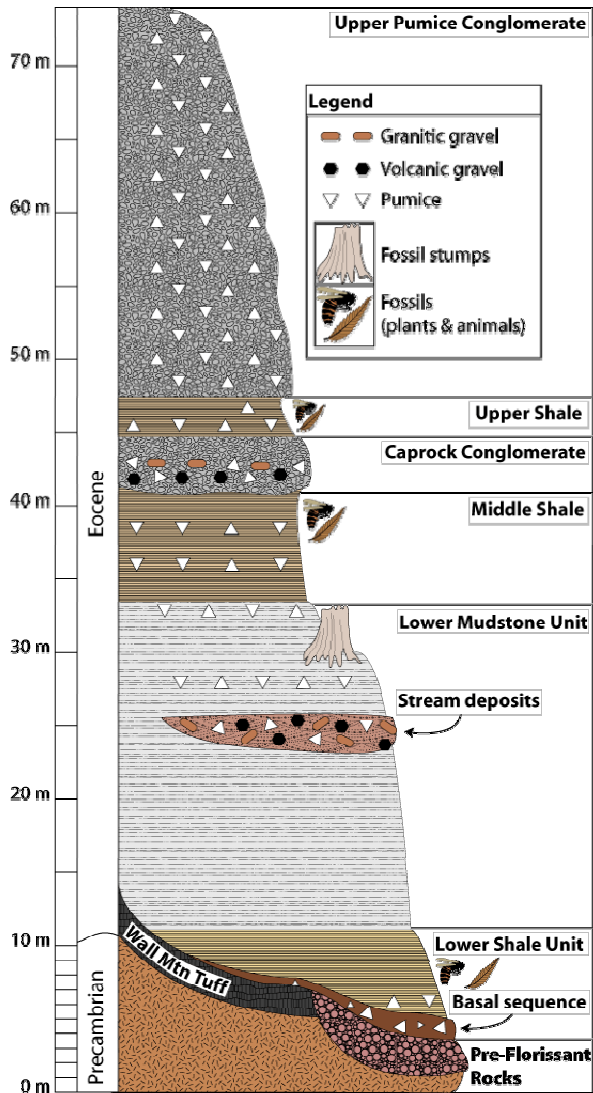 70 m
60 m
50 m
40 m
30 m
20 m
10 m
0 m
Eocene
Precambrian
Upper Pumice Conglomerate
Legend
Granitic gravel
Volcanic gravel
Pumice
Fossil stumps
Fossils
(plants & animals)
Upper Shale
Caprock Conglomerate
Middle Shale
Lower Mudstone Unit
Stream deposits
Wall Mtn Tuff
Lower Shale Unit
Basal sequence
Pre-Florissant
Rocks